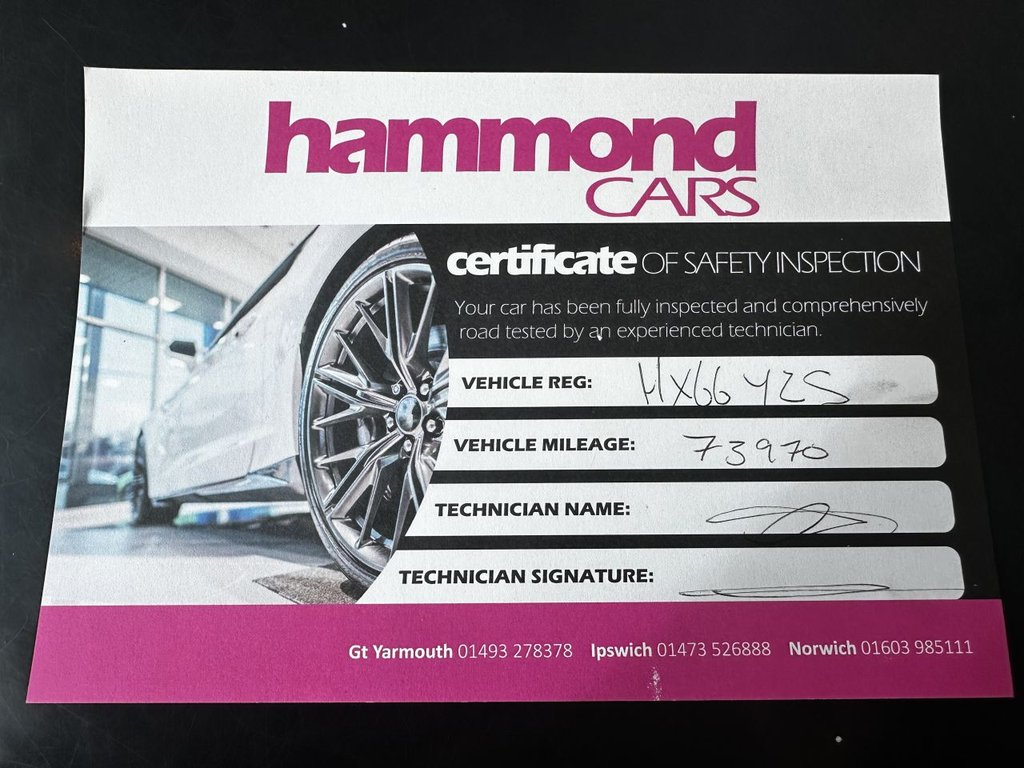 hammond
CARS
certificate OF SAFETY INSPECTION
Your car has been fully inspected and comprehensively
road tested by an experienced technician.
VEHICLE REG: HX66 YZS
VEHICLE MILEAGE: 73970
TECHNICIAN NAME:
TECHNICIAN SIGNATURE:
Gt Yarmouth 01493 278378 Ipswich 01473 526888 Norwich 01603 985111